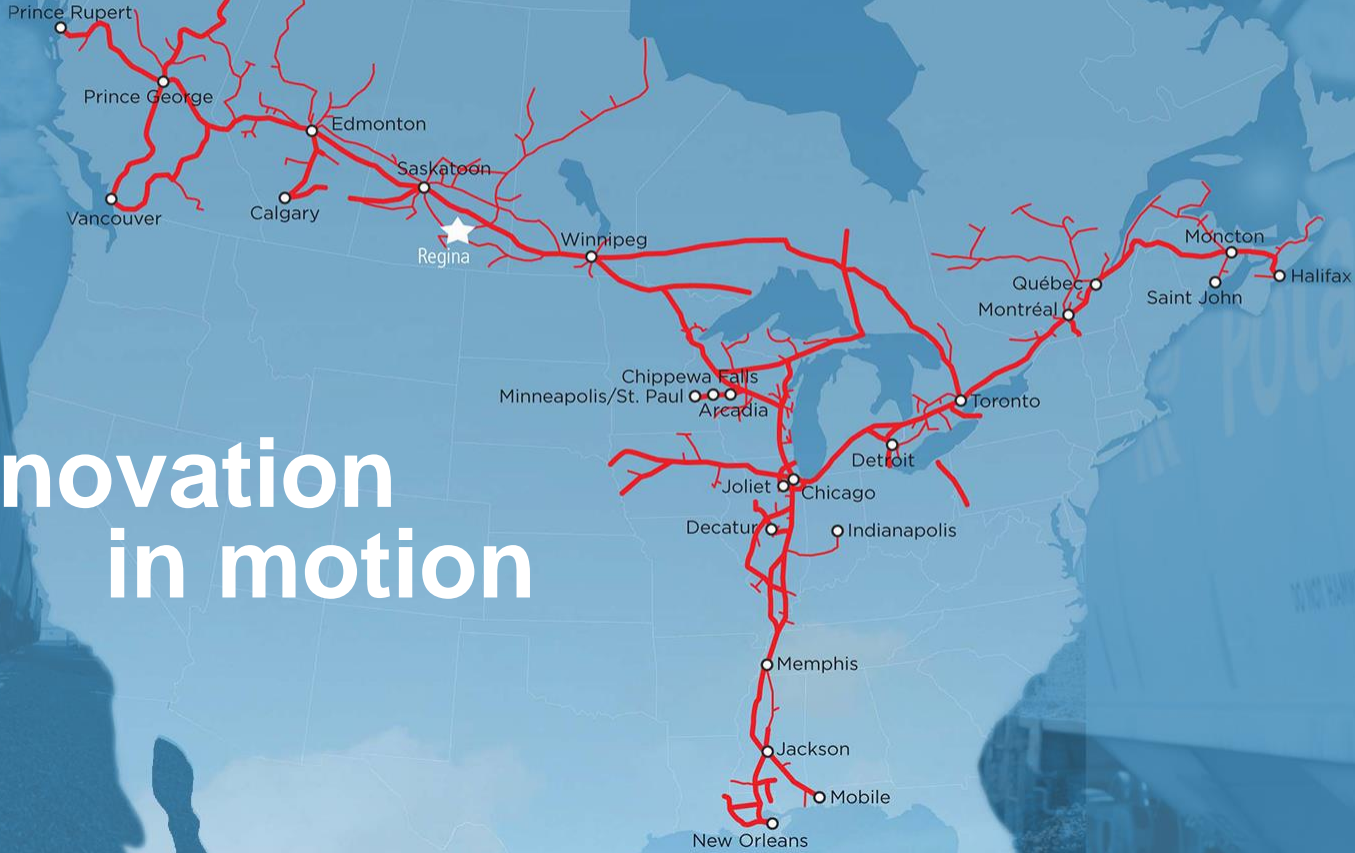 Prince Rupert
Prince George
Edmonton
Saskatoon
Vancouver
Calgary
Regina
Winnipeg
Moncton
Québec
Halifax
Saint John
Montréal
Chippewa Falls
Minneapolis/St. Paul
Arcadia
Toronto
Detroit
Joliet
Chicago
Decatur
Indianapolis
novation
in motion
Memphis
Jackson
Mobile
New Orleans